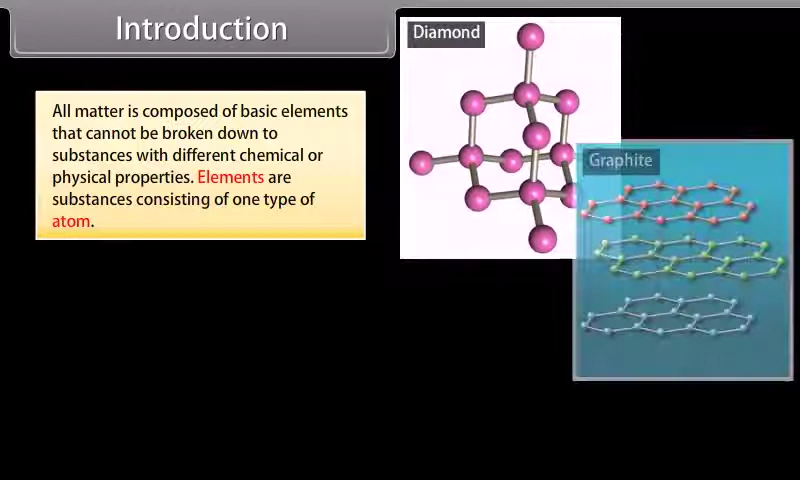 Introduction
All matter is composed of basic elements
that cannot be broken down to
substances with different chemical or
physical properties. Elements are
substances consisting of one type of
atom.
Diamond
Graphite